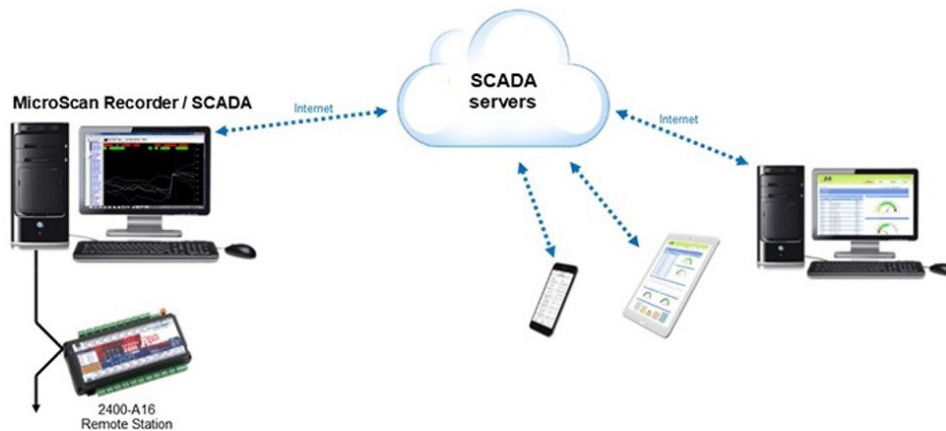 SCADA
servers
MicroScan Recorder / SCADA
Internet
Internet
2400-A16
Remote Station